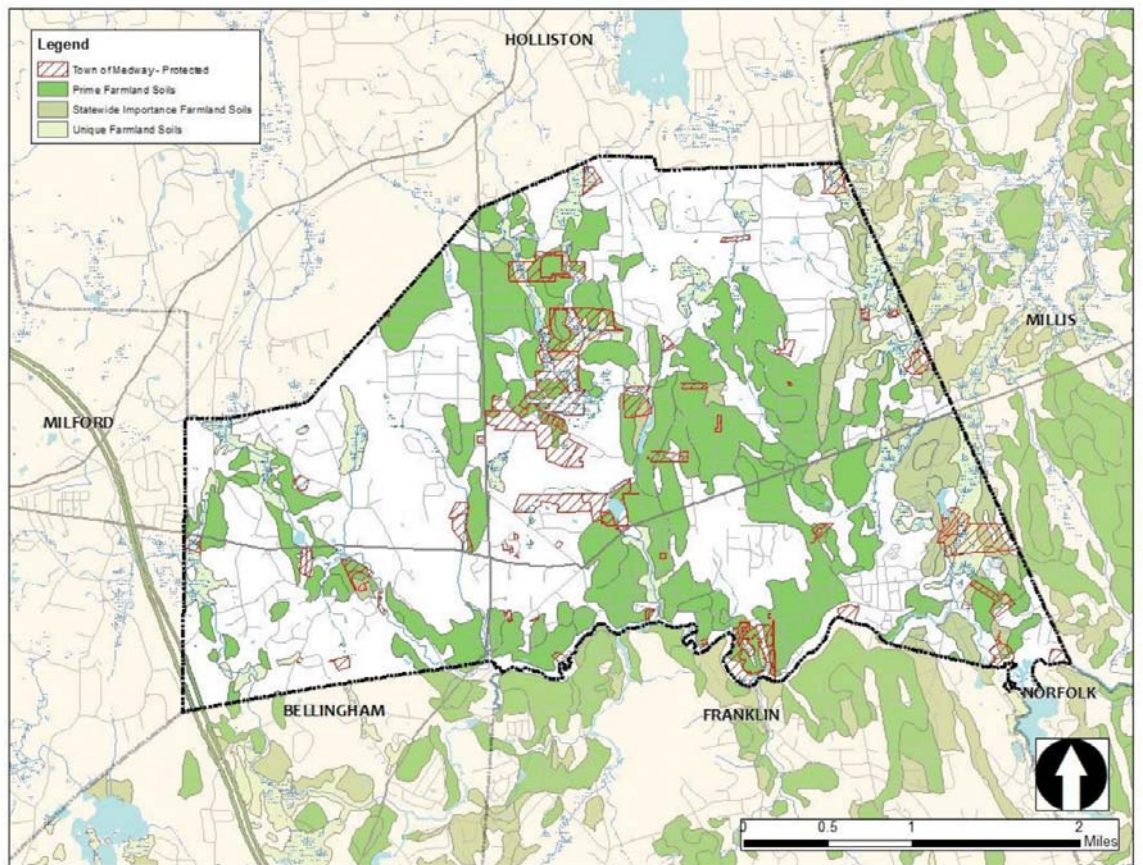 Legend
Town of Medway - Protected
Prime Farmland Soils
Statewide Importance Farmland Soils
Unique Farmland Soils
HOLLISTON
MILLIS
MILFORD
NORFOLK
BELLINGHAM
FRANKLIN
0 0.5 1 2
Miles